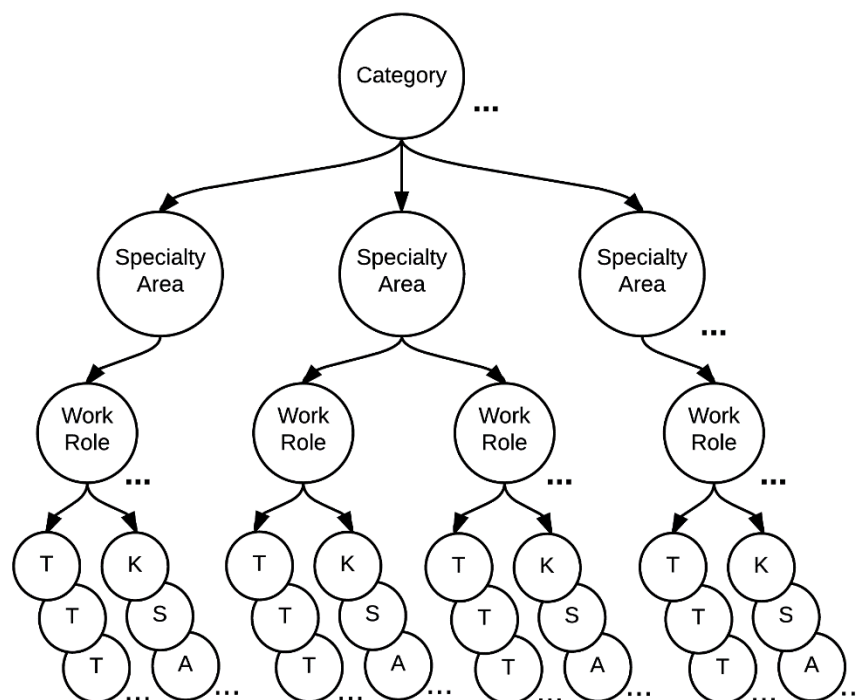 Category
...
Specialty
Area
Specialty
Area
Specialty
Area
...
Work
Role
...
Work
Role
Work
Role
...
Work
Role
...
T K T K T K T K
T S T S T S T S
T A T A T A T A
... ... ... ... ... ... ... ...